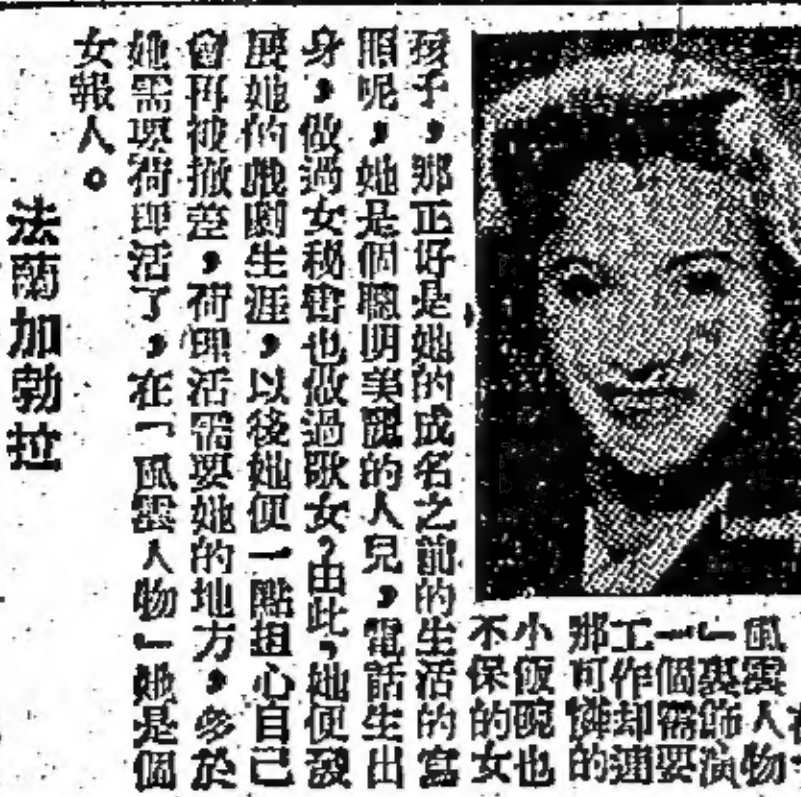 風雲人物
」裏飾演
一個需要
工作却連
那可憐的
小飯碗也
不保的女
孩子，那正好是她的成名之前的生活的寫
照呢，她是個聰明美麗的人兒，電話生出
身，做過女秘書也做過歌女，由此，她便發
展她的戲劇生涯，以後她便一點担心自己
會再被撤差，荷理活需要她的地方，多於
她需要荷理活了，在「風雲人物」她是個
女報人。
法蘭加勃拉